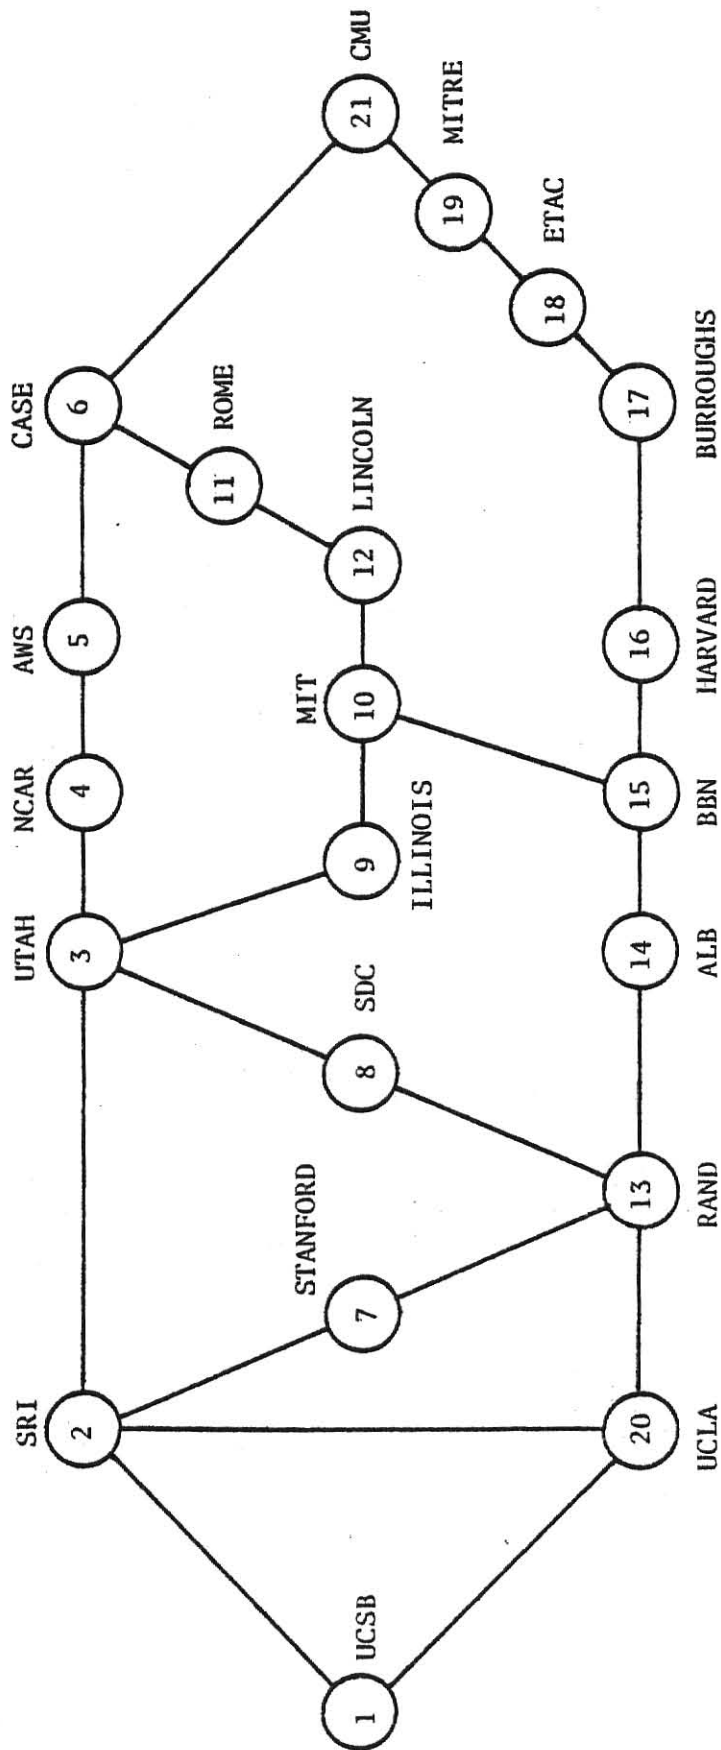 SRI
2
UTAH
3
NCAR
4
AWS
5
CASE
6
1
UCSB
STANFORD
7
SDC
8
9
ILLINOIS
MIT
10
12
LINCOLN
11
ROME
21
CMU
19
MITRE
18
ETAC
20
UCLA
13
RAND
14
ALB
15
BBN
16
HARVARD
17
BURROUGHS